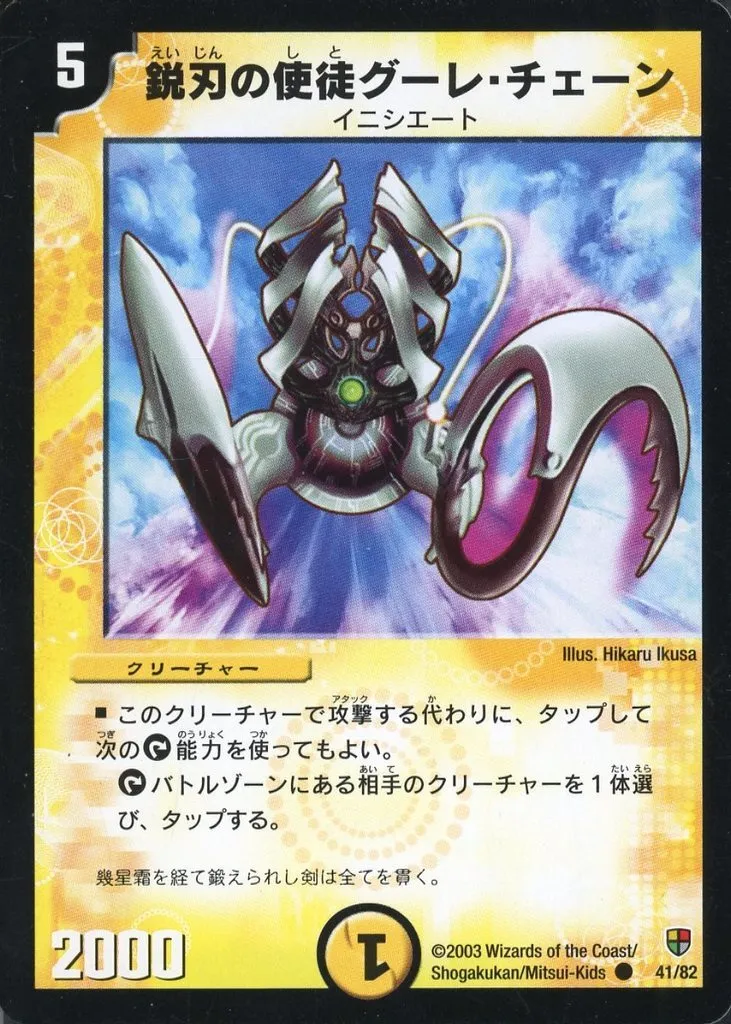 5
えいじん しと
鋭刃の使徒グーレ・チェーン
イニシエート
Illus. Hikaru Ikusa
クリーチャー
アタック か
■ このクリーチャーで攻撃する代わりに、タップして
つぎ のうりょく つか
次の能力を使ってもよい。
あい て たい えら
バトルゾーンにある相手のクリーチャーを1体選
び、タップする。
幾星霜を経て鍛えられし剣は全てを貫く。
2000
1
©2003 Wizards of the Coast/
Shogakukan/Mitsui-Kids ● 41/82